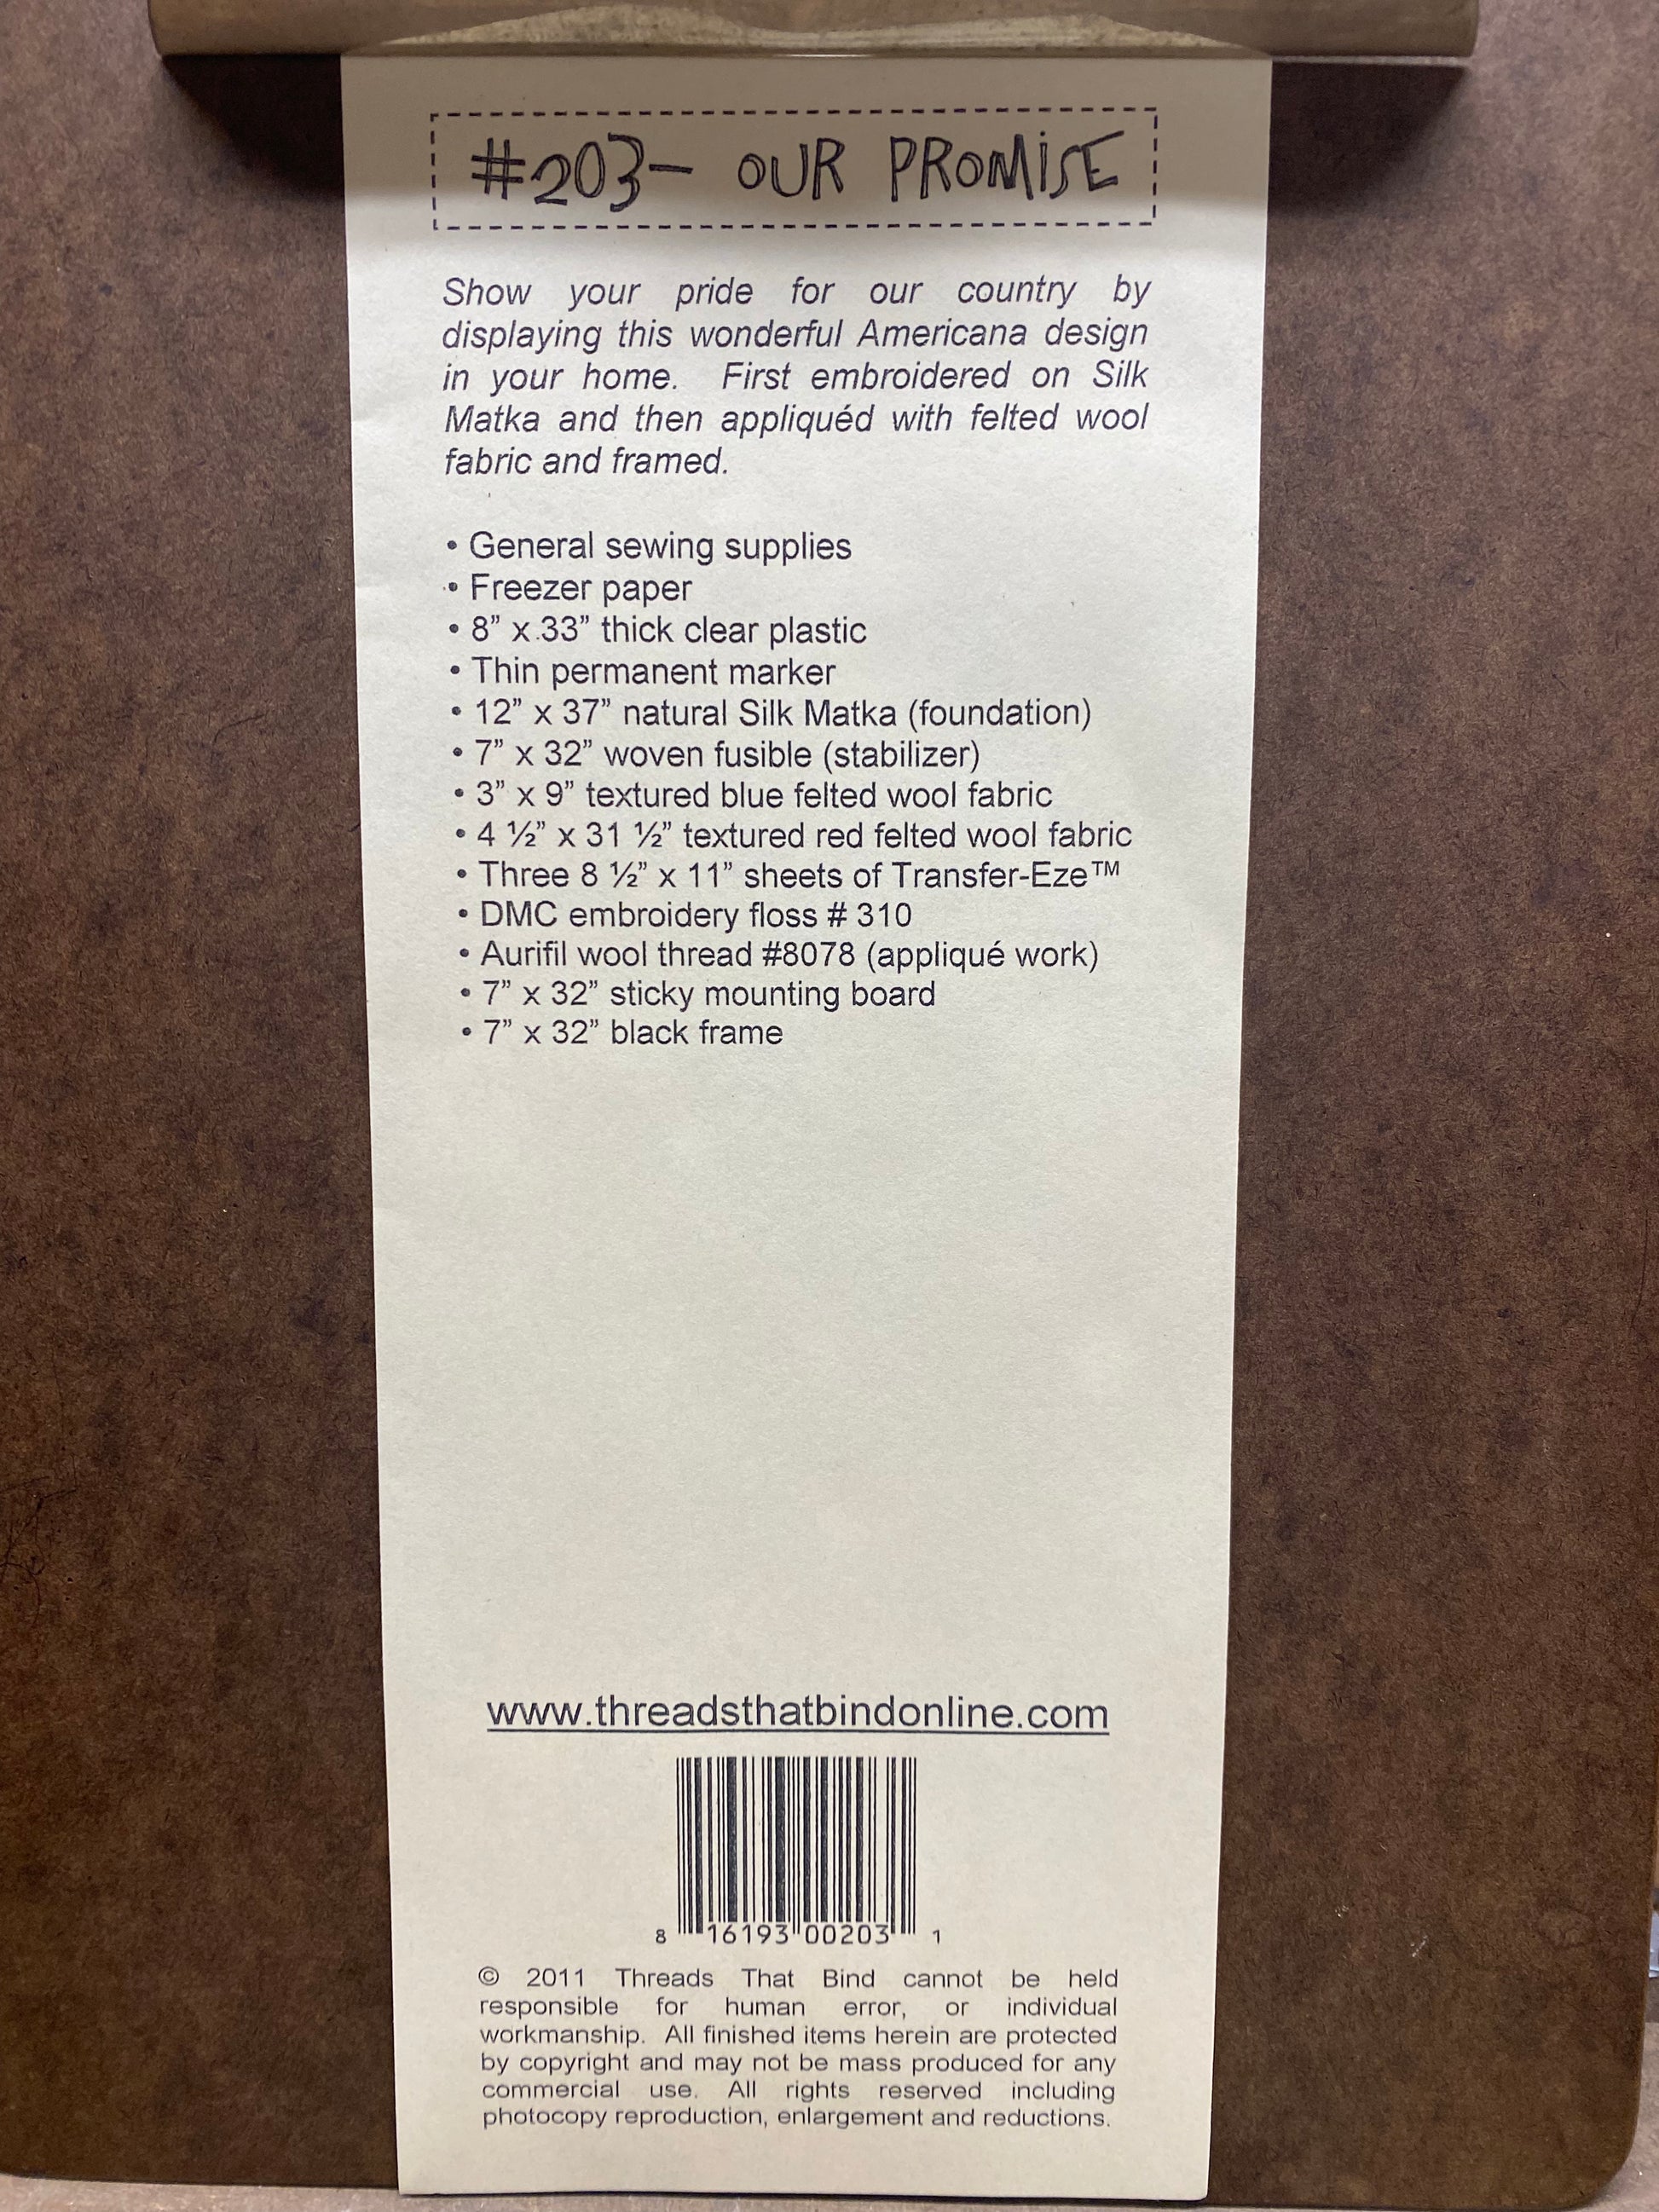 #203- OUR PROMISE
Show your pride for our country by
displaying this wonderful Americana design
in your home. First embroidered on Silk
Matka and then appliquéd with felted wool
fabric and framed.
• General sewing supplies
• Freezer paper
• 8” x 33” thick clear plastic
• Thin permanent marker
• 12” x 37” natural Silk Matka (foundation)
• 7” x 32” woven fusible (stabilizer)
• 3” x 9” textured blue felted wool fabric
• 4 ½” x 31 ½” textured red felted wool fabric
• Three 8 ½” x 11” sheets of Transfer-Eze™
• DMC embroidery floss # 310
• Aurifil wool thread #8078 (appliqué work)
• 7” x 32” sticky mounting board
• 7” x 32” black frame
www.threadsthatbindonline.com
8 16193 00203 1
© 2011 Threads That Bind cannot be held
responsible for human error, or individual
workmanship. All finished items herein are protected
by copyright and may not be mass produced for any
commercial use. All rights reserved including
photocopy reproduction, enlargement and reductions.